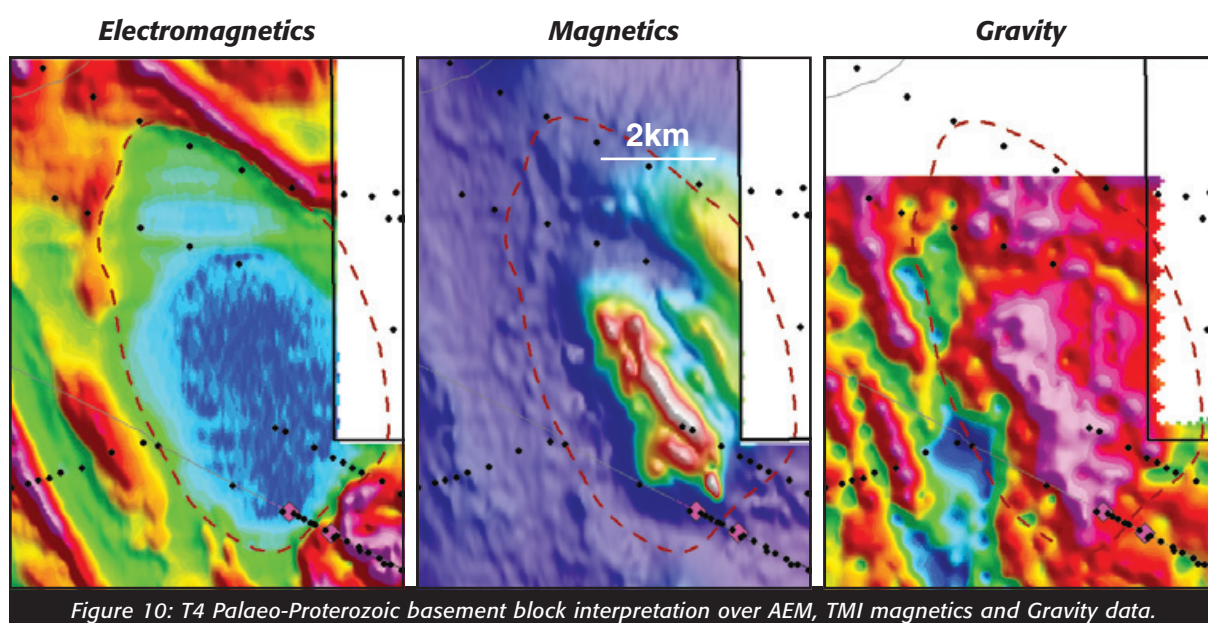 Electromagnetics Magnetics Gravity
2km
Figure 10: T4 Palaeo-Proterozoic basement block interpretation over AEM, TMI magnetics and Gravity data.